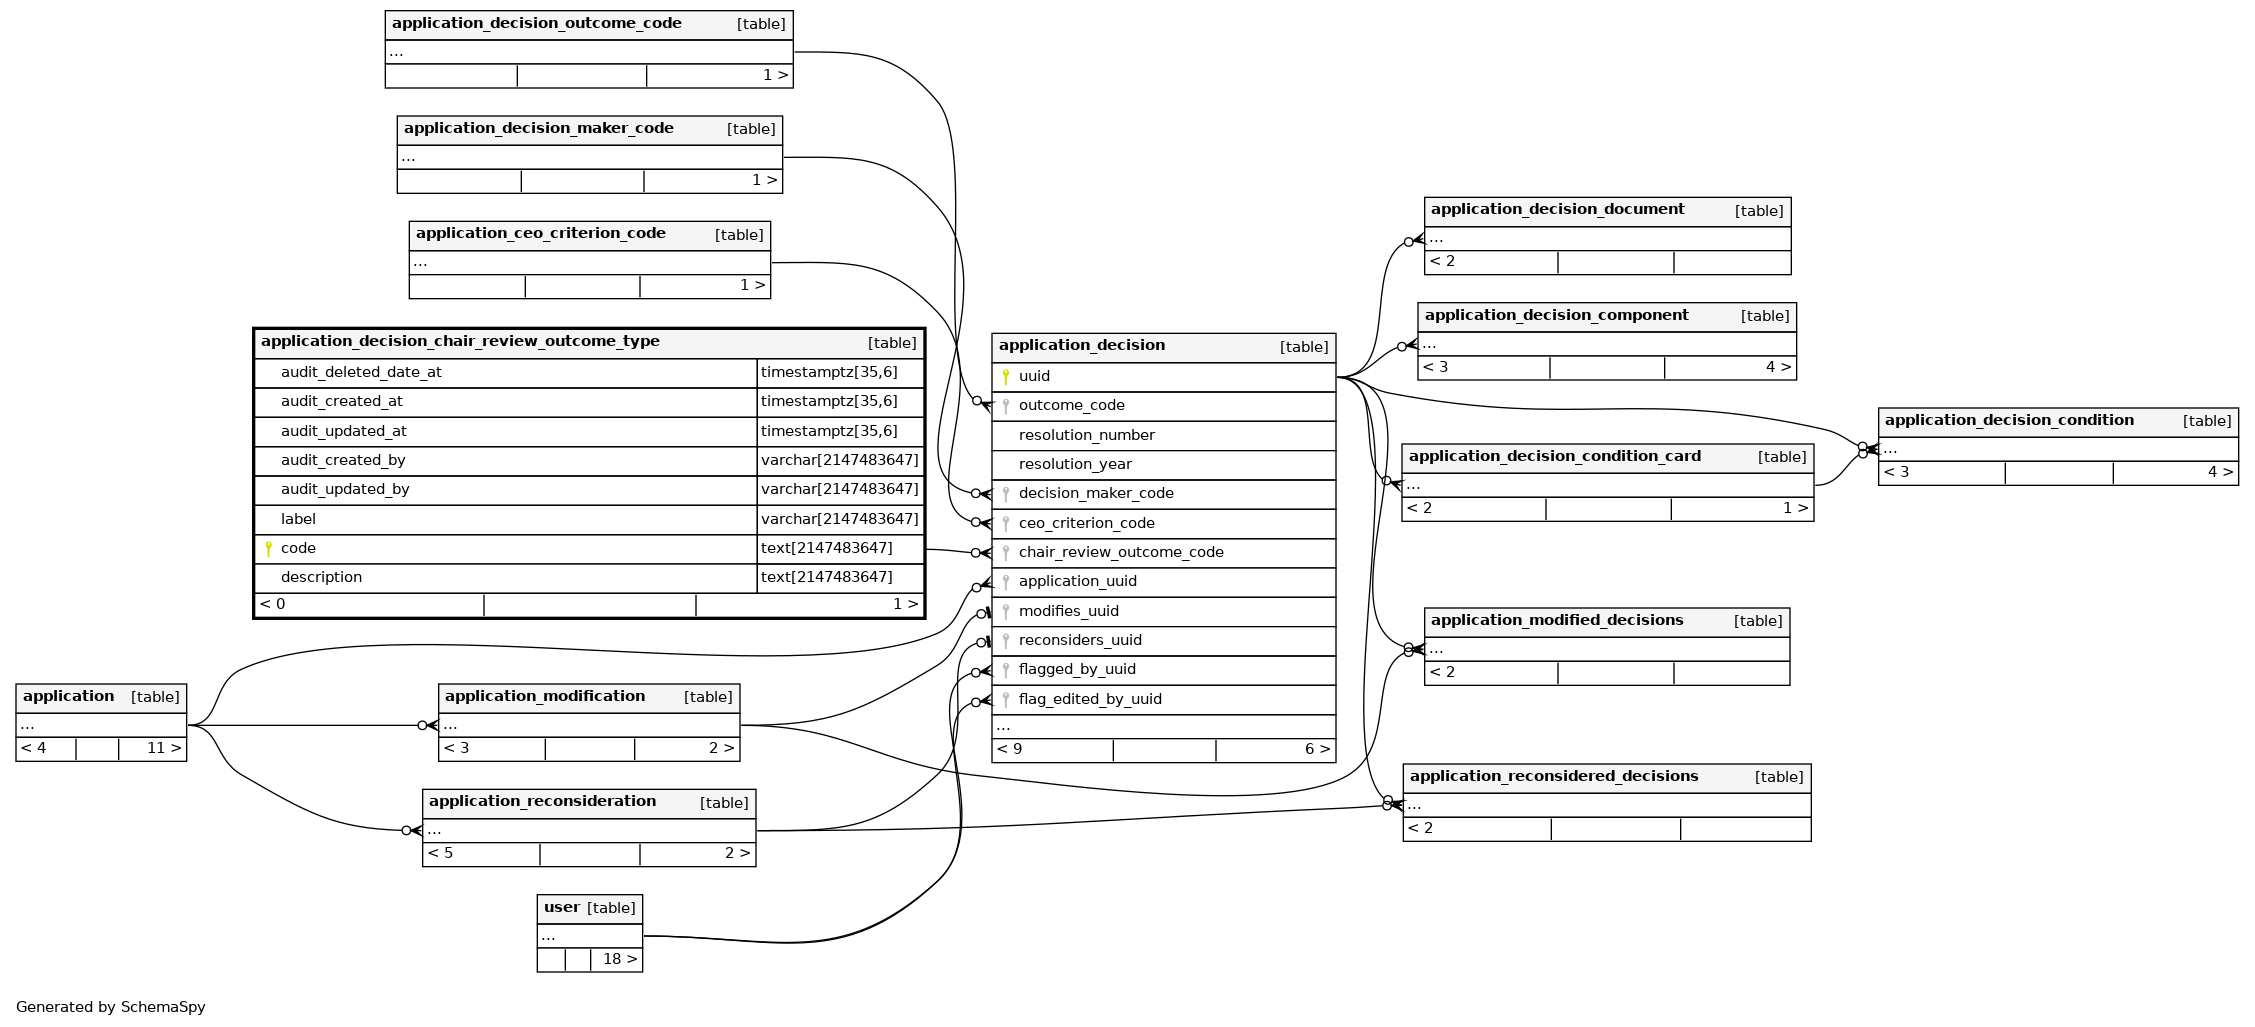 application_decision_outcome_code [table]
...
1 >
application_decision_maker_code [table]
...
1 >
application_ceo_criterion_code [table]
...
1 >
application_decision_chair_review_outcome_type [table]
audit_deleted_date_at timestamptz[35,6]
audit_created_at timestamptz[35,6]
audit_updated_at timestamptz[35,6]
audit_created_by varchar[2147483647]
audit_updated_by varchar[2147483647]
label varchar[2147483647]
code text[2147483647]
description text[2147483647]
< 0 1 >
application [table]
...
< 4 11 >
application_modification [table]
...
< 3 2 >
application_reconsideration [table]
...
< 5 2 >
user [table]
...
18 >
application_decision [table]
uuid
outcome_code
resolution_number
resolution_year
decision_maker_code
ceo_criterion_code
chair_review_outcome_code
application_uuid
modifies_uuid
reconsiders_uuid
flagged_by_uuid
flag_edited_by_uuid
...
< 9 6 >
application_decision_document [table]
...
< 2
application_decision_component [table]
...
< 3 4 >
application_decision_condition_card [table]
...
< 2 1 >
application_decision_condition [table]
...
< 3 4 >
application_modified_decisions [table]
...
< 2
application_reconsidered_decisions [table]
...
< 2
Generated by SchemaSpy